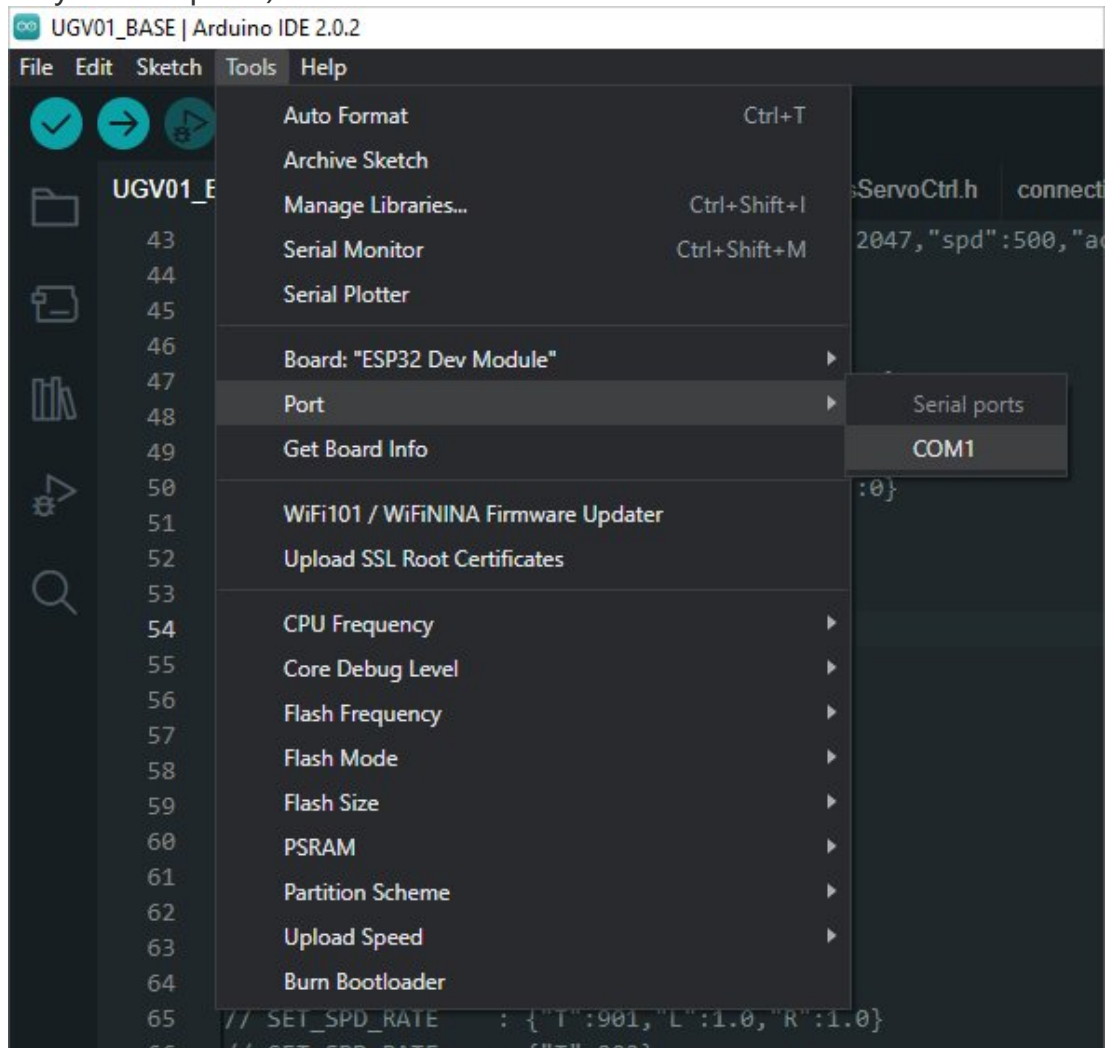 UGV01_BASE | Arduino IDE 2.0.2
File Edit Sketch Tools Help
Auto Format Ctrl+T
Archive Sketch
UGV01_B
Manage Libraries... Ctrl+Shift+I
sServoCtrl.h connecti
43
Serial Monitor Ctrl+Shift+M
2047,"spd":500,"a
44
Serial Plotter
45
46
Board: "ESP32 Dev Module"
47
Port
Serial ports
48
49
Get Board Info
COM1
50
:0}
51
WiFi101 / WiFiNINA Firmware Updater
52
Upload SSL Root Certificates
53
54
CPU Frequency
55
Core Debug Level
56
Flash Frequency
57
58
Flash Mode
59
Flash Size
60
PSRAM
61
Partition Scheme
62
63
Upload Speed
64
Burn Bootloader
65 // SET_SPD_RATE : {"T":901,"L":1.0,"R":1.0}